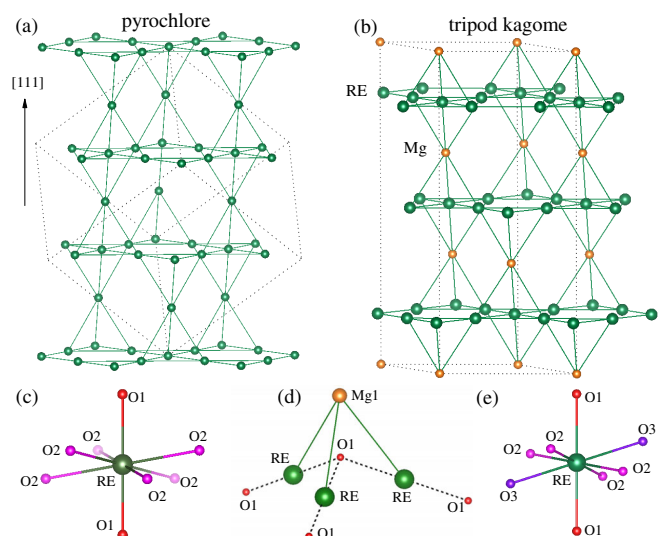 (a) pyrochlore
(b) tripod kagome
[111]
RE
Mg
(c)
O1
O2
O2
O2
O2
RE
O2
O2
O1
(d)
Mg1
RE
O1
RE
RE
O1
O1
O1
(e)
O1
O3
O2
O2
O2
O2
O3
RE
O1